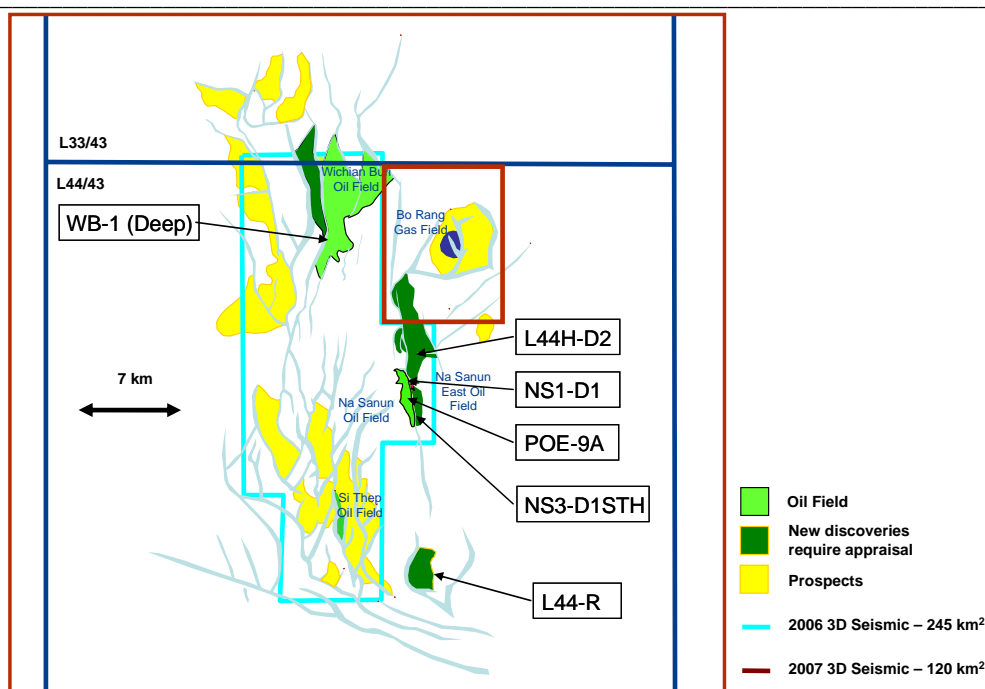 L33/43
L44/43
Wichian Buri
Oil Field
WB-1 (Deep)
Bo Rang
Gas Field
L44H-D2
7 km
Na Sanun
East Oil
Field
NS1-D1
Na Sanun
Oil Field
POE-9A
NS3-D1STH
Si Thep
Oil Field
L44-R
Oil Field
New discoveries
require appraisal
Prospects
2006 3D Seismic – 245 km²
2007 3D Seismic – 120 km²